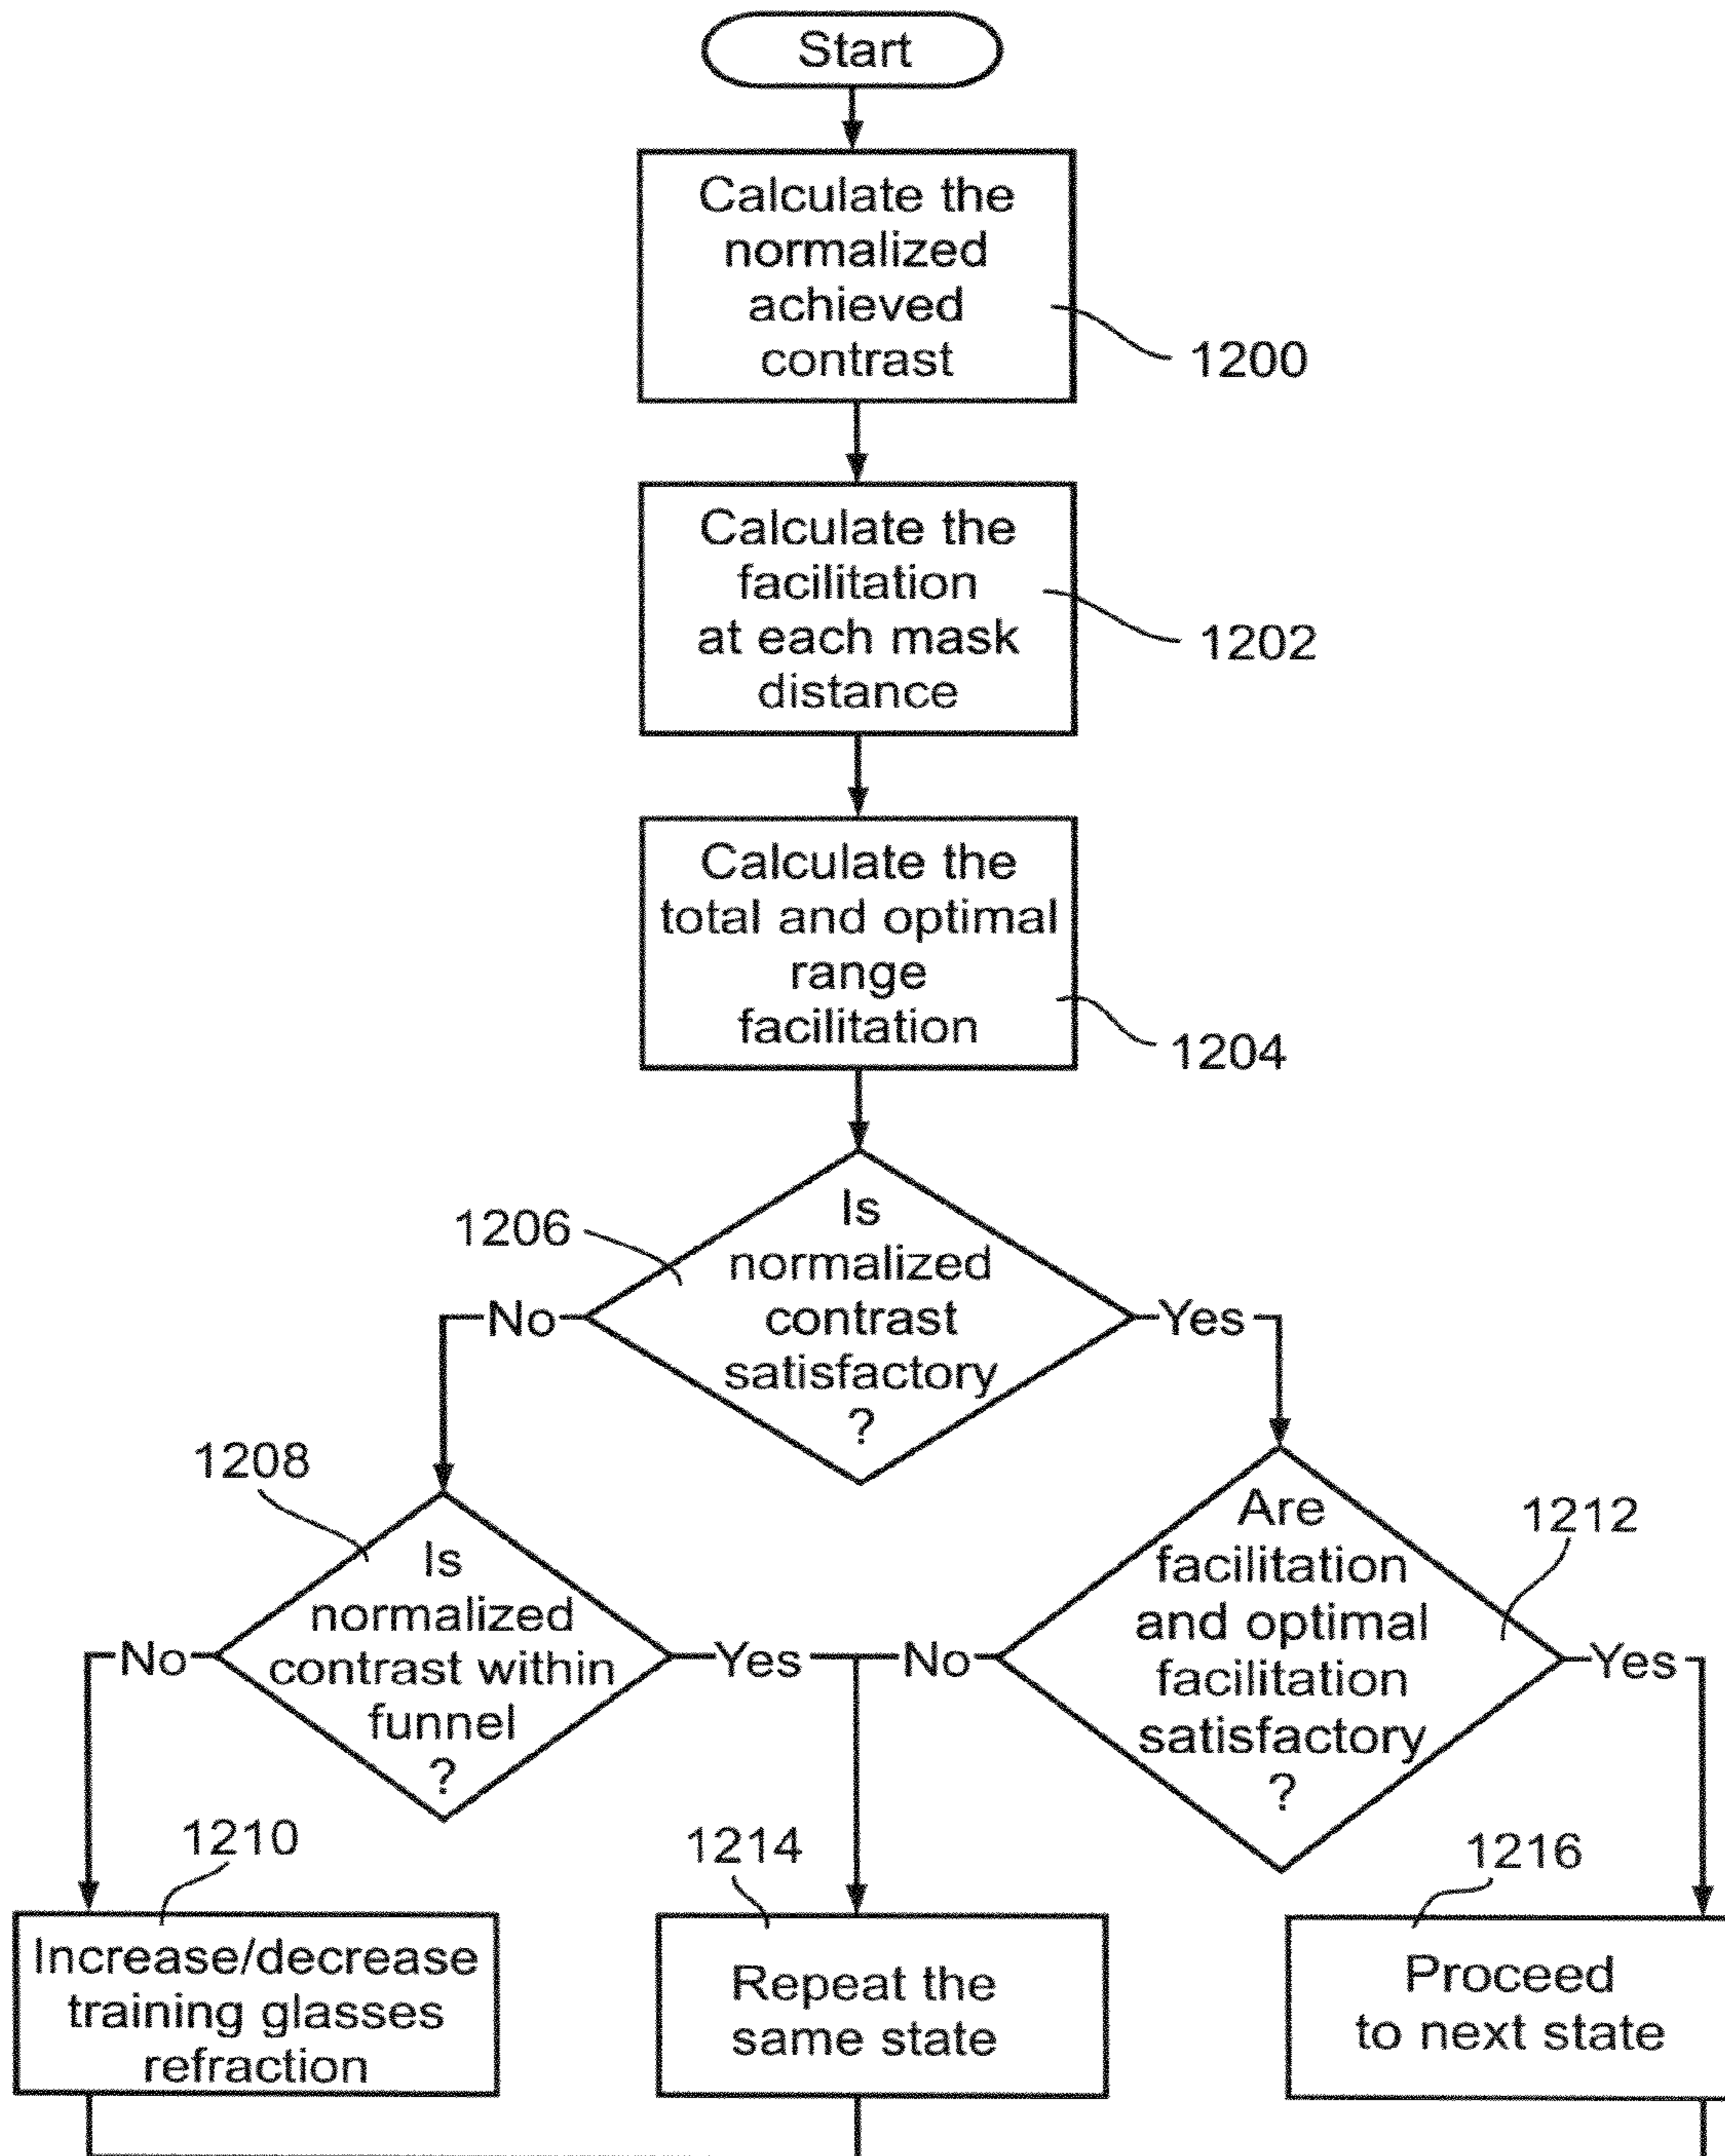 Start
Calculate the
normalized
achieved
contrast
1200
Calculate the
facilitation
at each mask
distance
1202
Calculate the
total and optimal
range
facilitation
1204
1206
Is
normalized
contrast
satisfactory
?
No
Yes
1208
Is
normalized
contrast within
funnel
?
No
Yes
1212
Are
facilitation
and optimal
facilitation
satisfactory
?
No
Yes
1210
Increase/decrease
training glasses
refraction
1214
Repeat the
same state
1216
Proceed
to next state